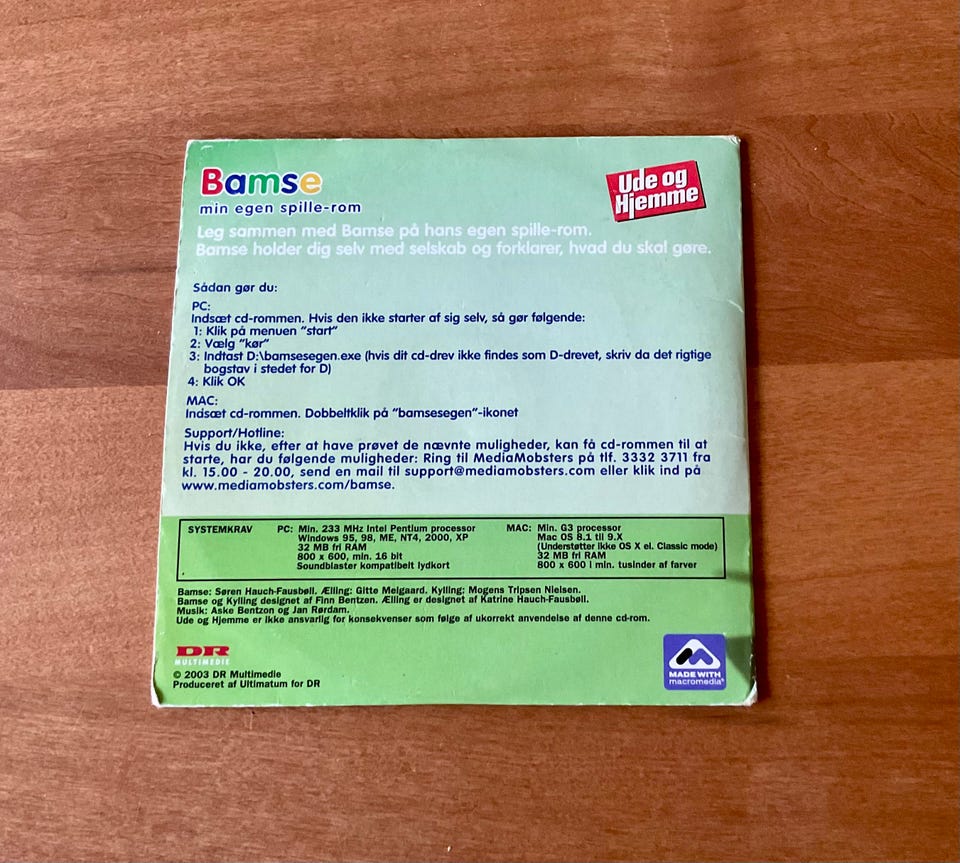 Bamse
min egen spille-rom
Ude og
Hjemme
Leg sammen med Bamse på hans egen spille-rom.
Bamse holder dig selv med selskab og forklarer, hvad du skal gøre.
Sådan gør du:
PC:
Indsæt cd-rommen. Hvis den ikke starter af sig selv, så gør følgende:
1: Klik på menuen "start"
2: Vælg "kør"
3: Indtast D:\bamsesegen.exe (hvis dit cd-drev ikke findes som D-drevet, skriv da det rigtige
bogstav i stedet for D)
4: Klik OK
MAC:
Indsæt cd-rommen. Dobbeltklik på "bamsesegen"-ikonet
Support/Hotline:
Hvis du ikke, efter at have prøvet de nævnte muligheder, kan få cd-rommen til at
starte, har du følgende muligheder: Ring til MediaMobsters på tlf. 3332 3711 fra
kl. 15.00 - 20.00, send en mail til support@mediamobsters.com eller klik ind på
www.mediamobsters.com/bamse.
SYSTEMKRAV
PC: Min. 233 MHz Intel Pentium processor
Windows 95, 98, ME, NT4, 2000, XP
32 MB fri RAM
800 x 600, min. 16 bit
Soundblaster kompatibelt lydkort
MAC: Min. G3 processor
Mac OS 8.1 til 9.X
(Understøtter ikke OS X el. Classic mode)
32 MB fri RAM
800 x 600 i min. tusinder af farver
Bamse: Søren Hauch-Fausbøll. Ælling: Gitte Melgaard. Kylling: Mogens Tripsen Nielsen.
Bamse og Kylling designet af Finn Bentzen. Ælling er designet af Katrine Hauch-Fausbøll.
Musik: Aske Bentzon og Jan Rørdam.
Ude og Hjemme er ikke ansvarlig for konsekvenser som følge af ukorrekt anvendelse af denne cd-rom.
DR
MULTIMEDIE
© 2003 DR Multimedie
Produceret af Ultimatum for DR
MADE WITH
macromedia®